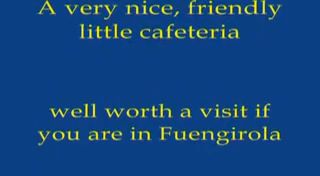 A very nice, friendly
little cafeteria
well worth a visit if
you are in Fuengirola